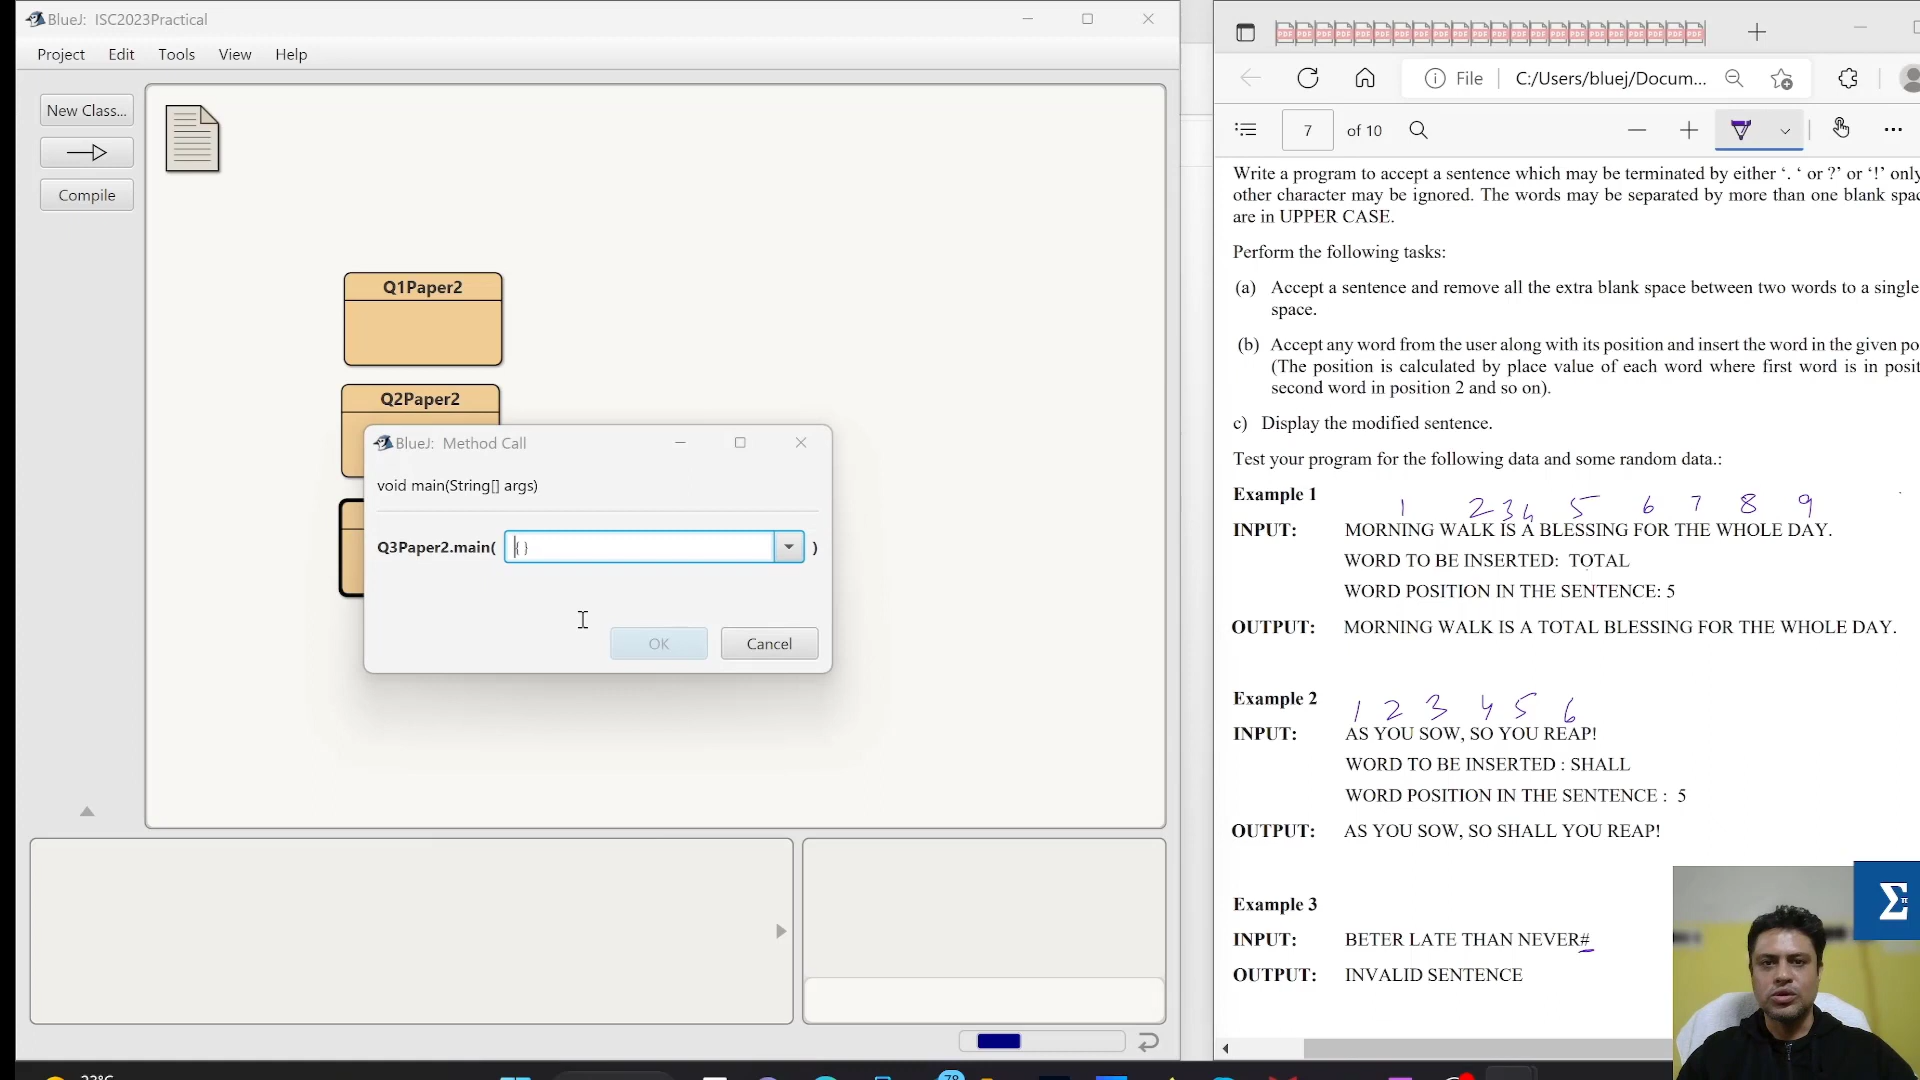 BlueJ: ISC2023Practical
Project Edit Tools View Help
New Class...
Compile
Q1Paper2
Q2Paper2
BlueJ: Method Call
void main(String[] args)
Q3Paper2.main( { } )
OK Cancel
File C:/Users/bluej/Docum...
7 of 10
Write a program to accept a sentence which may be terminated by either ‘. ‘ or ?’ or ‘!’ only
other character may be ignored. The words may be separated by more than one blank spac
are in UPPER CASE.
Perform the following tasks:
(a) Accept a sentence and remove all the extra blank space between two words to a single
space.
(b) Accept any word from the user along with its position and insert the word in the given po
(The position is calculated by place value of each word where first word is in posit
second word in position 2 and so on).
c) Display the modified sentence.
Test your program for the following data and some random data.:
Example 1
1 2 3 4 5 6 7 8 9
INPUT: MORNING WALK IS A BLESSING FOR THE WHOLE DAY.
WORD TO BE INSERTED: TOTAL
WORD POSITION IN THE SENTENCE: 5
OUTPUT: MORNING WALK IS A TOTAL BLESSING FOR THE WHOLE DAY.
Example 2
1 2 3 4 5 6
INPUT: AS YOU SOW, SO YOU REAP!
WORD TO BE INSERTED : SHALL
WORD POSITION IN THE SENTENCE : 5
OUTPUT: AS YOU SOW, SO SHALL YOU REAP!
Example 3
INPUT: BETER LATE THAN NEVER#
OUTPUT: INVALID SENTENCE
Σ